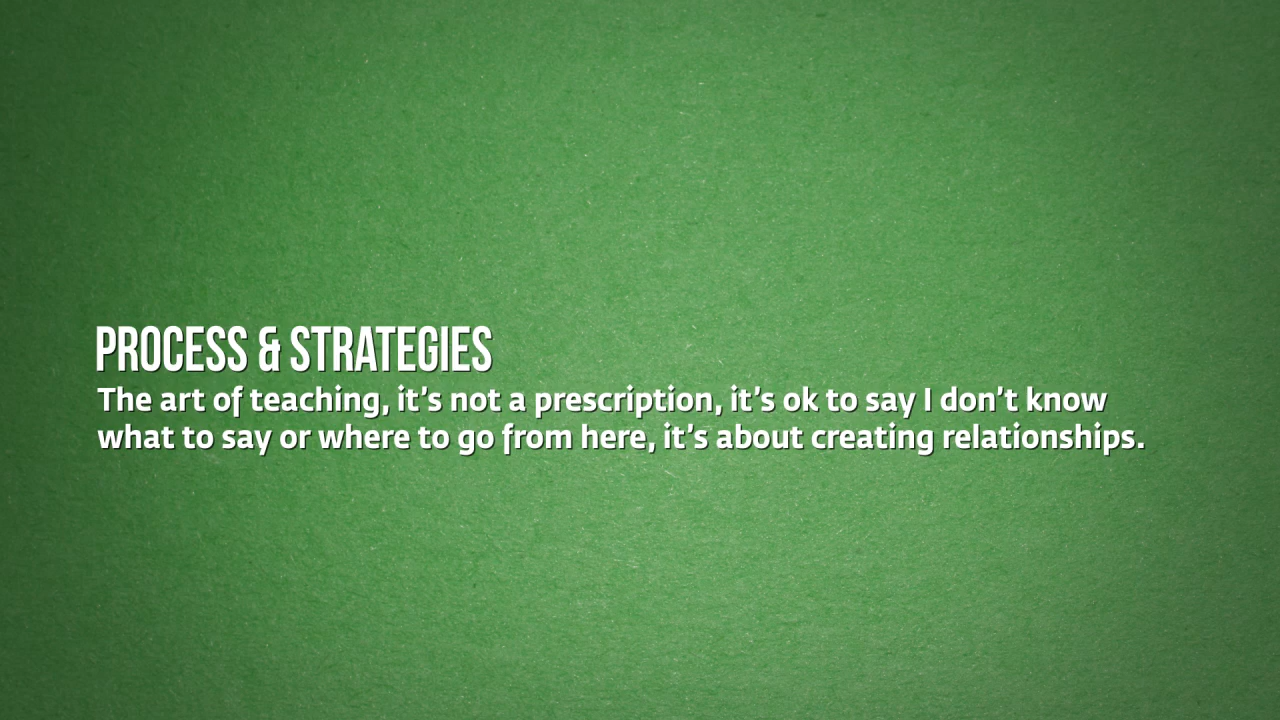 PROCESS & STRATEGIES
The art of teaching, it’s not a prescription, it’s ok to say I don’t know
what to say or where to go from here, it’s about creating relationships.